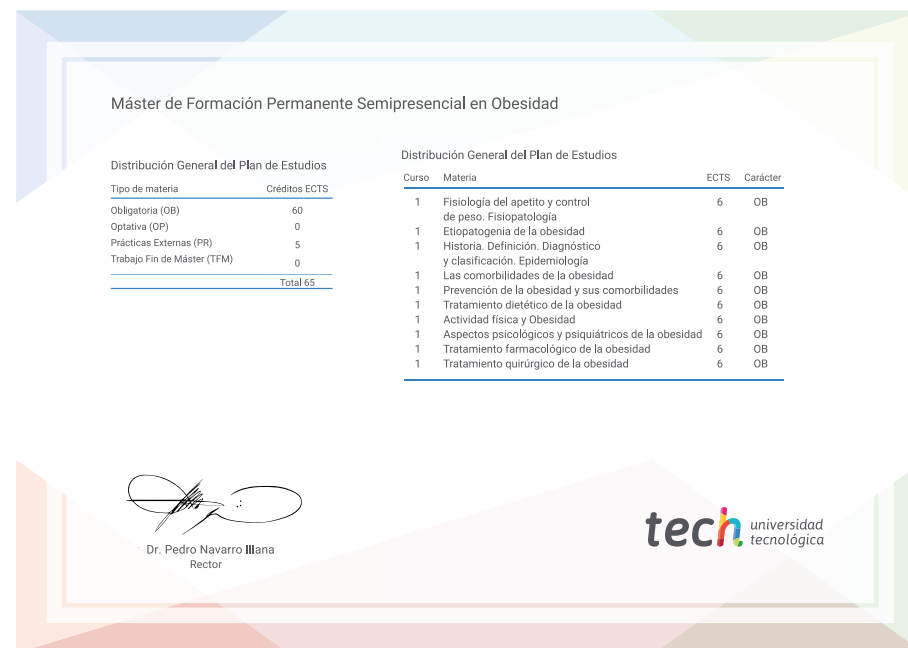 Máster de Formación Permanente Semipresencial en Obesidad
Distribución General del Plan de Estudios
Tipo de materia Créditos ECTS
Obligatoria (OB) 60
Optativa (OP) 0
Prácticas Externas (PR) 5
Trabajo Fin de Máster (TFM) 0
Total 65
Distribución General del Plan de Estudios
Curso Materia ECTS Carácter
1 Fisiología del apetito y control 6 OB
de peso. Fisiopatología
1 Etiopatogenia de la obesidad 6 OB
1 Historia. Definición. Diagnóstico 6 OB
y clasificación. Epidemiología
1 Las comorbilidades de la obesidad 6 OB
1 Prevención de la obesidad y sus comorbilidades 6 OB
1 Tratamiento dietético de la obesidad 6 OB
1 Actividad física y Obesidad 6 OB
1 Aspectos psicológicos y psiquiátricos de la obesidad 6 OB
1 Tratamiento farmacológico de la obesidad 6 OB
1 Tratamiento quirúrgico de la obesidad 6 OB
Dr. Pedro Navarro Illana
Rector
tech universidad
tecnológica